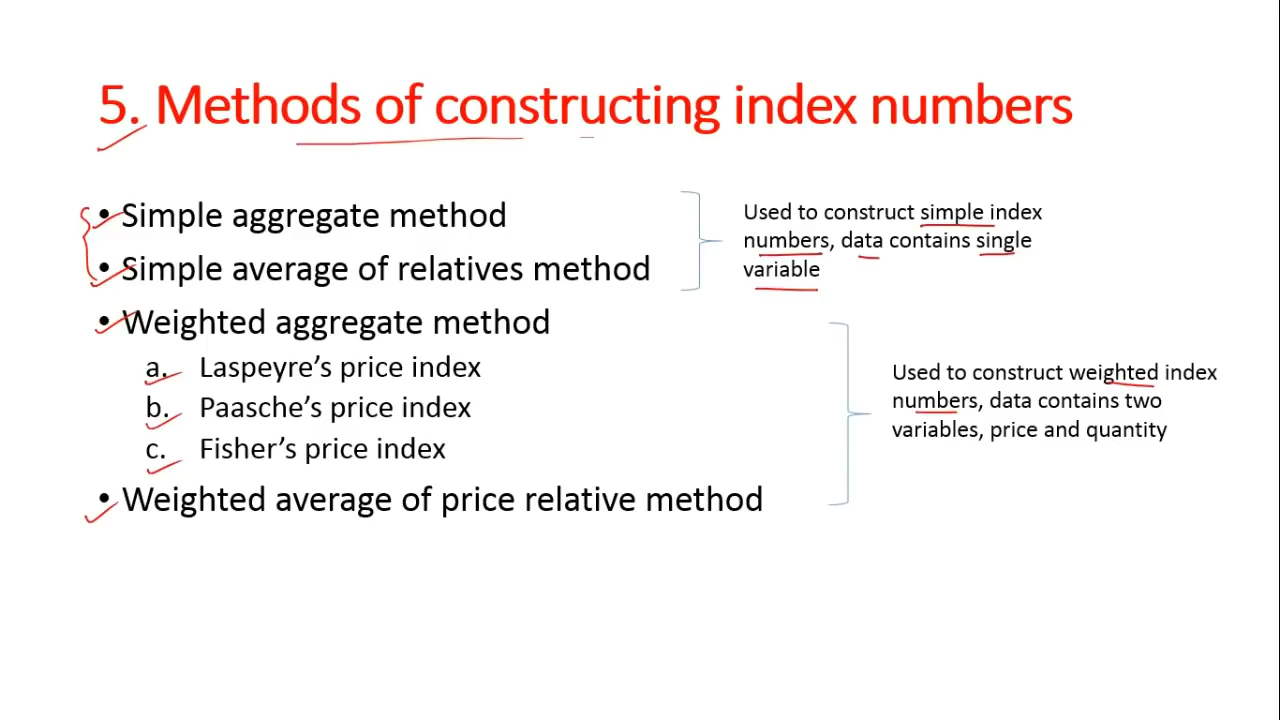 5. Methods of constructing index numbers
• Simple aggregate method
• Simple average of relatives method
Used to construct simple index
numbers, data contains single
variable
• Weighted aggregate method
a. Laspeyre’s price index
b. Paasche’s price index
c. Fisher’s price index
• Weighted average of price relative method
Used to construct weighted index
numbers, data contains two
variables, price and quantity